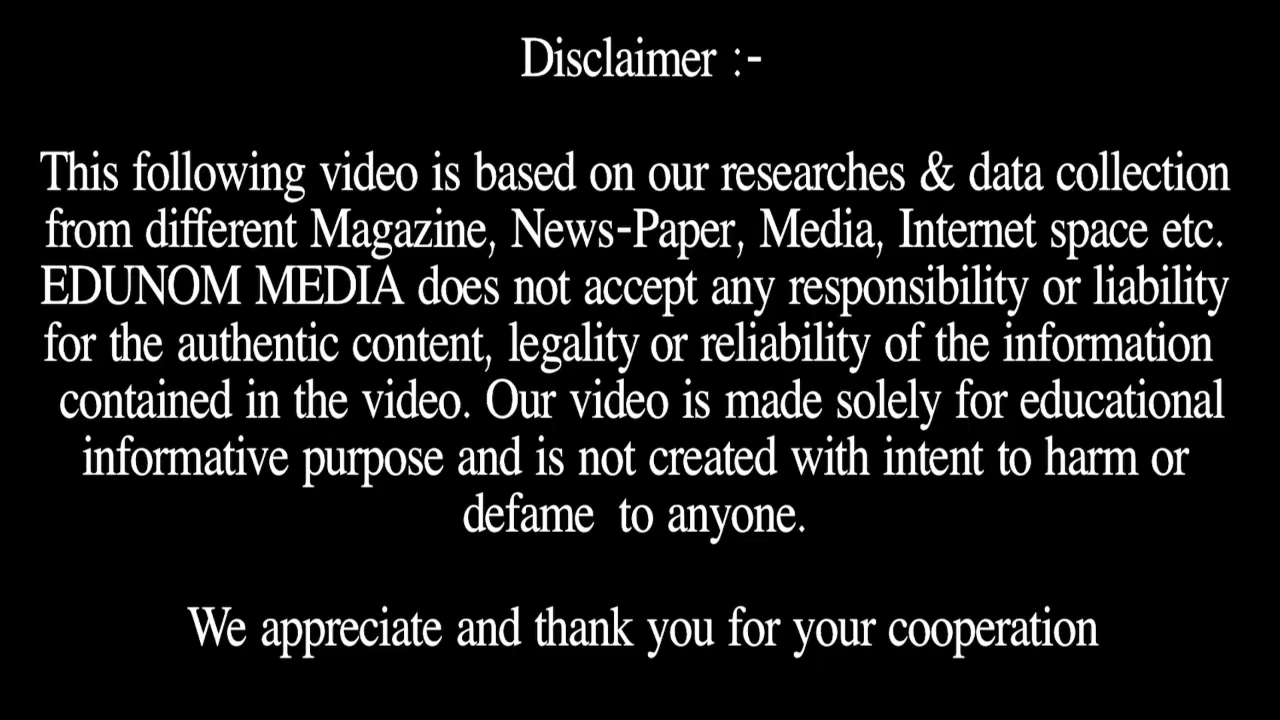 Disclaimer :-
This following video is based on our researches & data collection
from different Magazine, News-Paper, Media, Internet space etc.
EDUNOM MEDIA does not accept any responsibility or liability
for the authentic content, legality or reliability of the information
contained in the video. Our video is made solely for educational
informative purpose and is not created with intent to harm or
defame  to anyone.
We appreciate and thank you for your cooperation